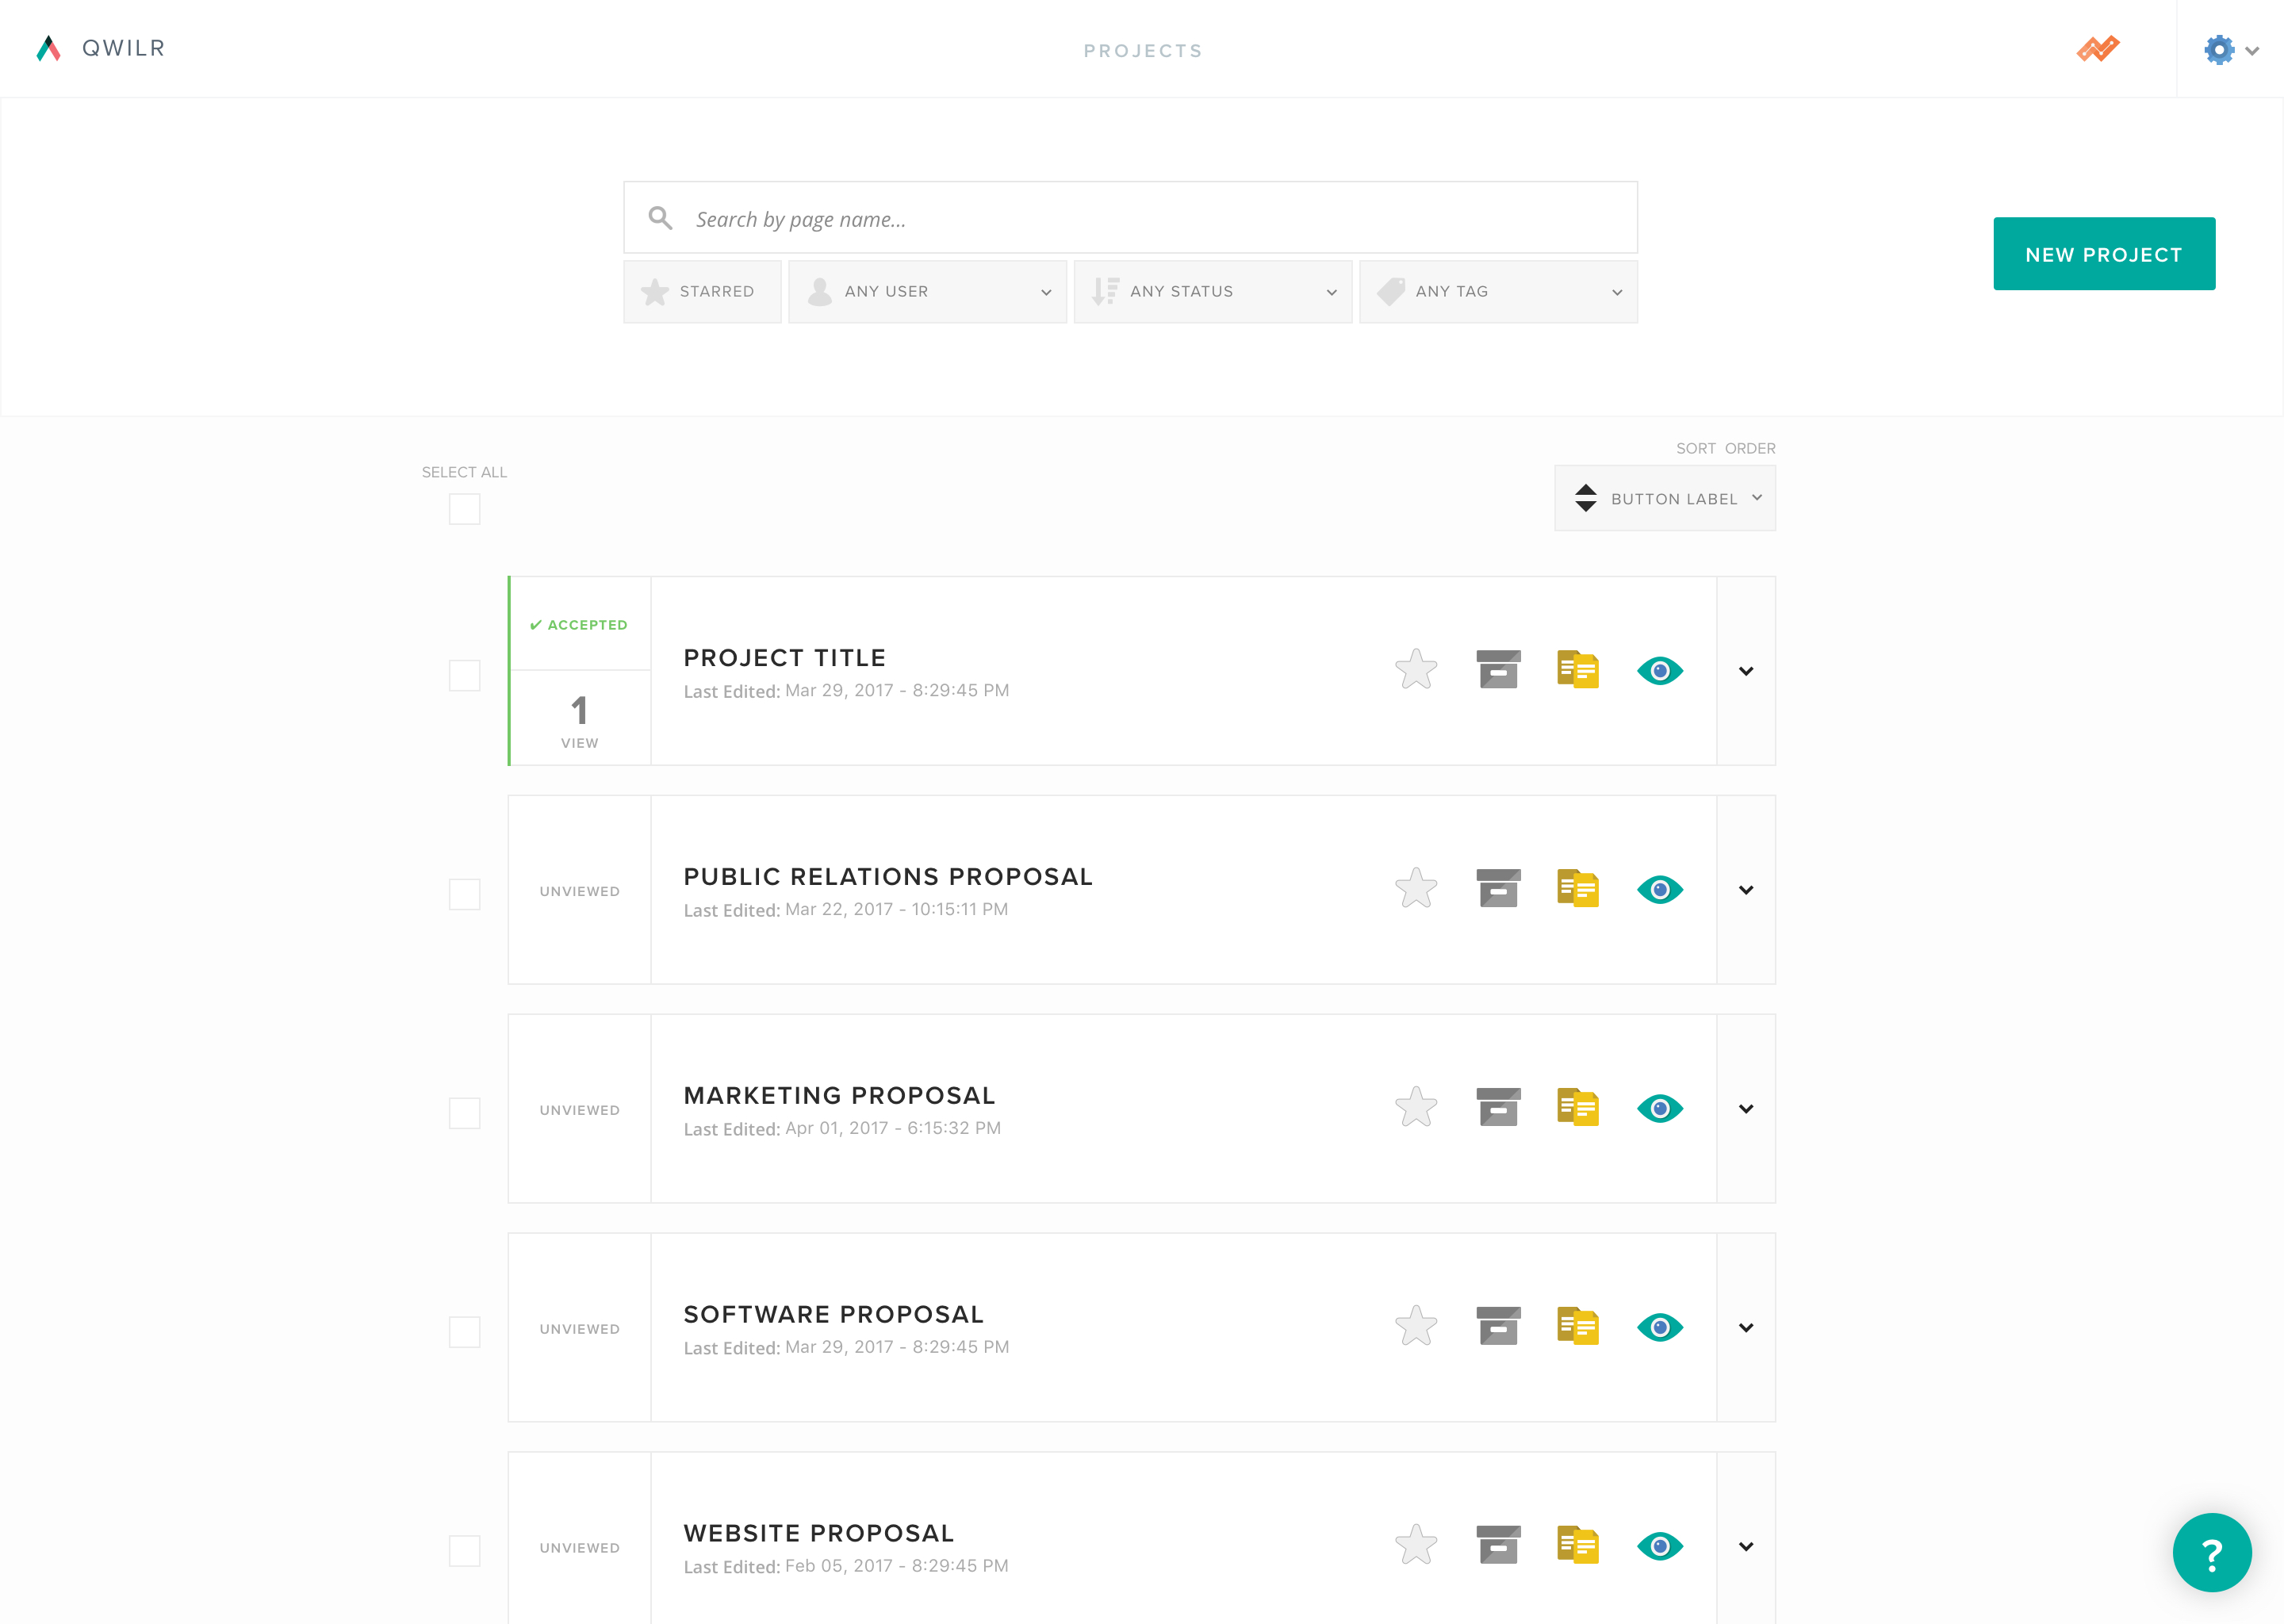 QWILR
PROJECTS
Search by page name...
STARRED
ANY USER
ANY STATUS
ANY TAG
NEW PROJECT
SELECT ALL
SORT ORDER
BUTTON LABEL
✔ ACCEPTED
1
VIEW
PROJECT TITLE
Last Edited: Mar 29, 2017 - 8:29:45 PM
UNVIEWED
PUBLIC RELATIONS PROPOSAL
Last Edited: Mar 22, 2017 - 10:15:11 PM
UNVIEWED
MARKETING PROPOSAL
Last Edited: Apr 01, 2017 - 6:15:32 PM
UNVIEWED
SOFTWARE PROPOSAL
Last Edited: Mar 29, 2017 - 8:29:45 PM
UNVIEWED
WEBSITE PROPOSAL
Last Edited: Feb 05, 2017 - 8:29:45 PM
?